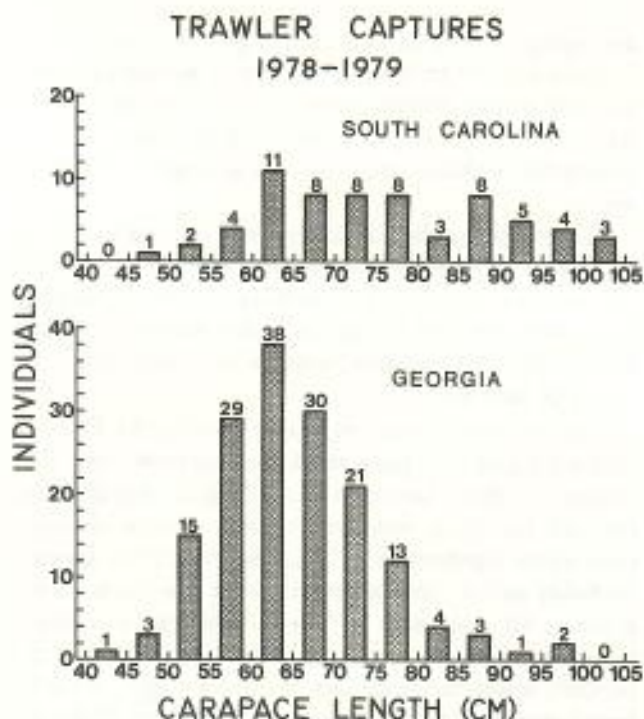 TRAWLER CAPTURES
1978-1979
SOUTH CAROLINA
20
10
0
0 1 2 4 11 8 8 8 3 8 5 4 3
40 45 50 55 60 65 70 75 80 85 90 95 100 105
INDIVIDUALS
GEORGIA
40
30
20
10
0
1 3 15 29 38 30 21 13 4 3 1 2 0
40 45 50 55 60 65 70 75 80 85 90 95 100 105
CARAPACE LENGTH (CM)